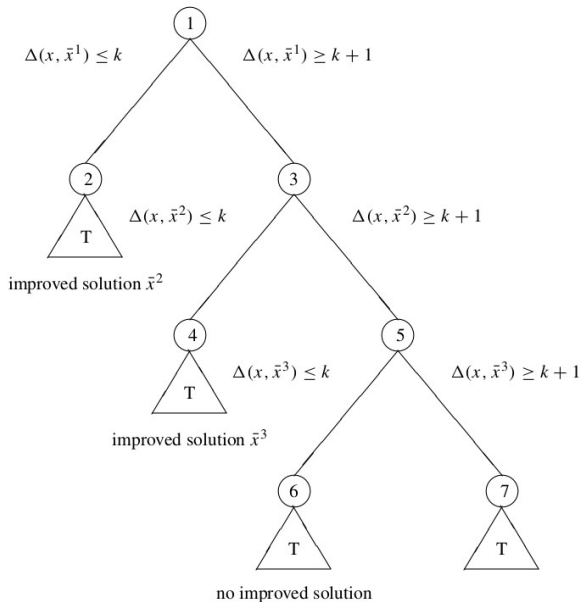 1
Δ(x, x̄¹) ≤ k
Δ(x, x̄¹) ≥ k + 1
2
3
T
Δ(x, x̄²) ≤ k
Δ(x, x̄²) ≥ k + 1
improved solution x̄²
4
5
T
Δ(x, x̄³) ≤ k
Δ(x, x̄³) ≥ k + 1
improved solution x̄³
6
7
T
T
no improved solution